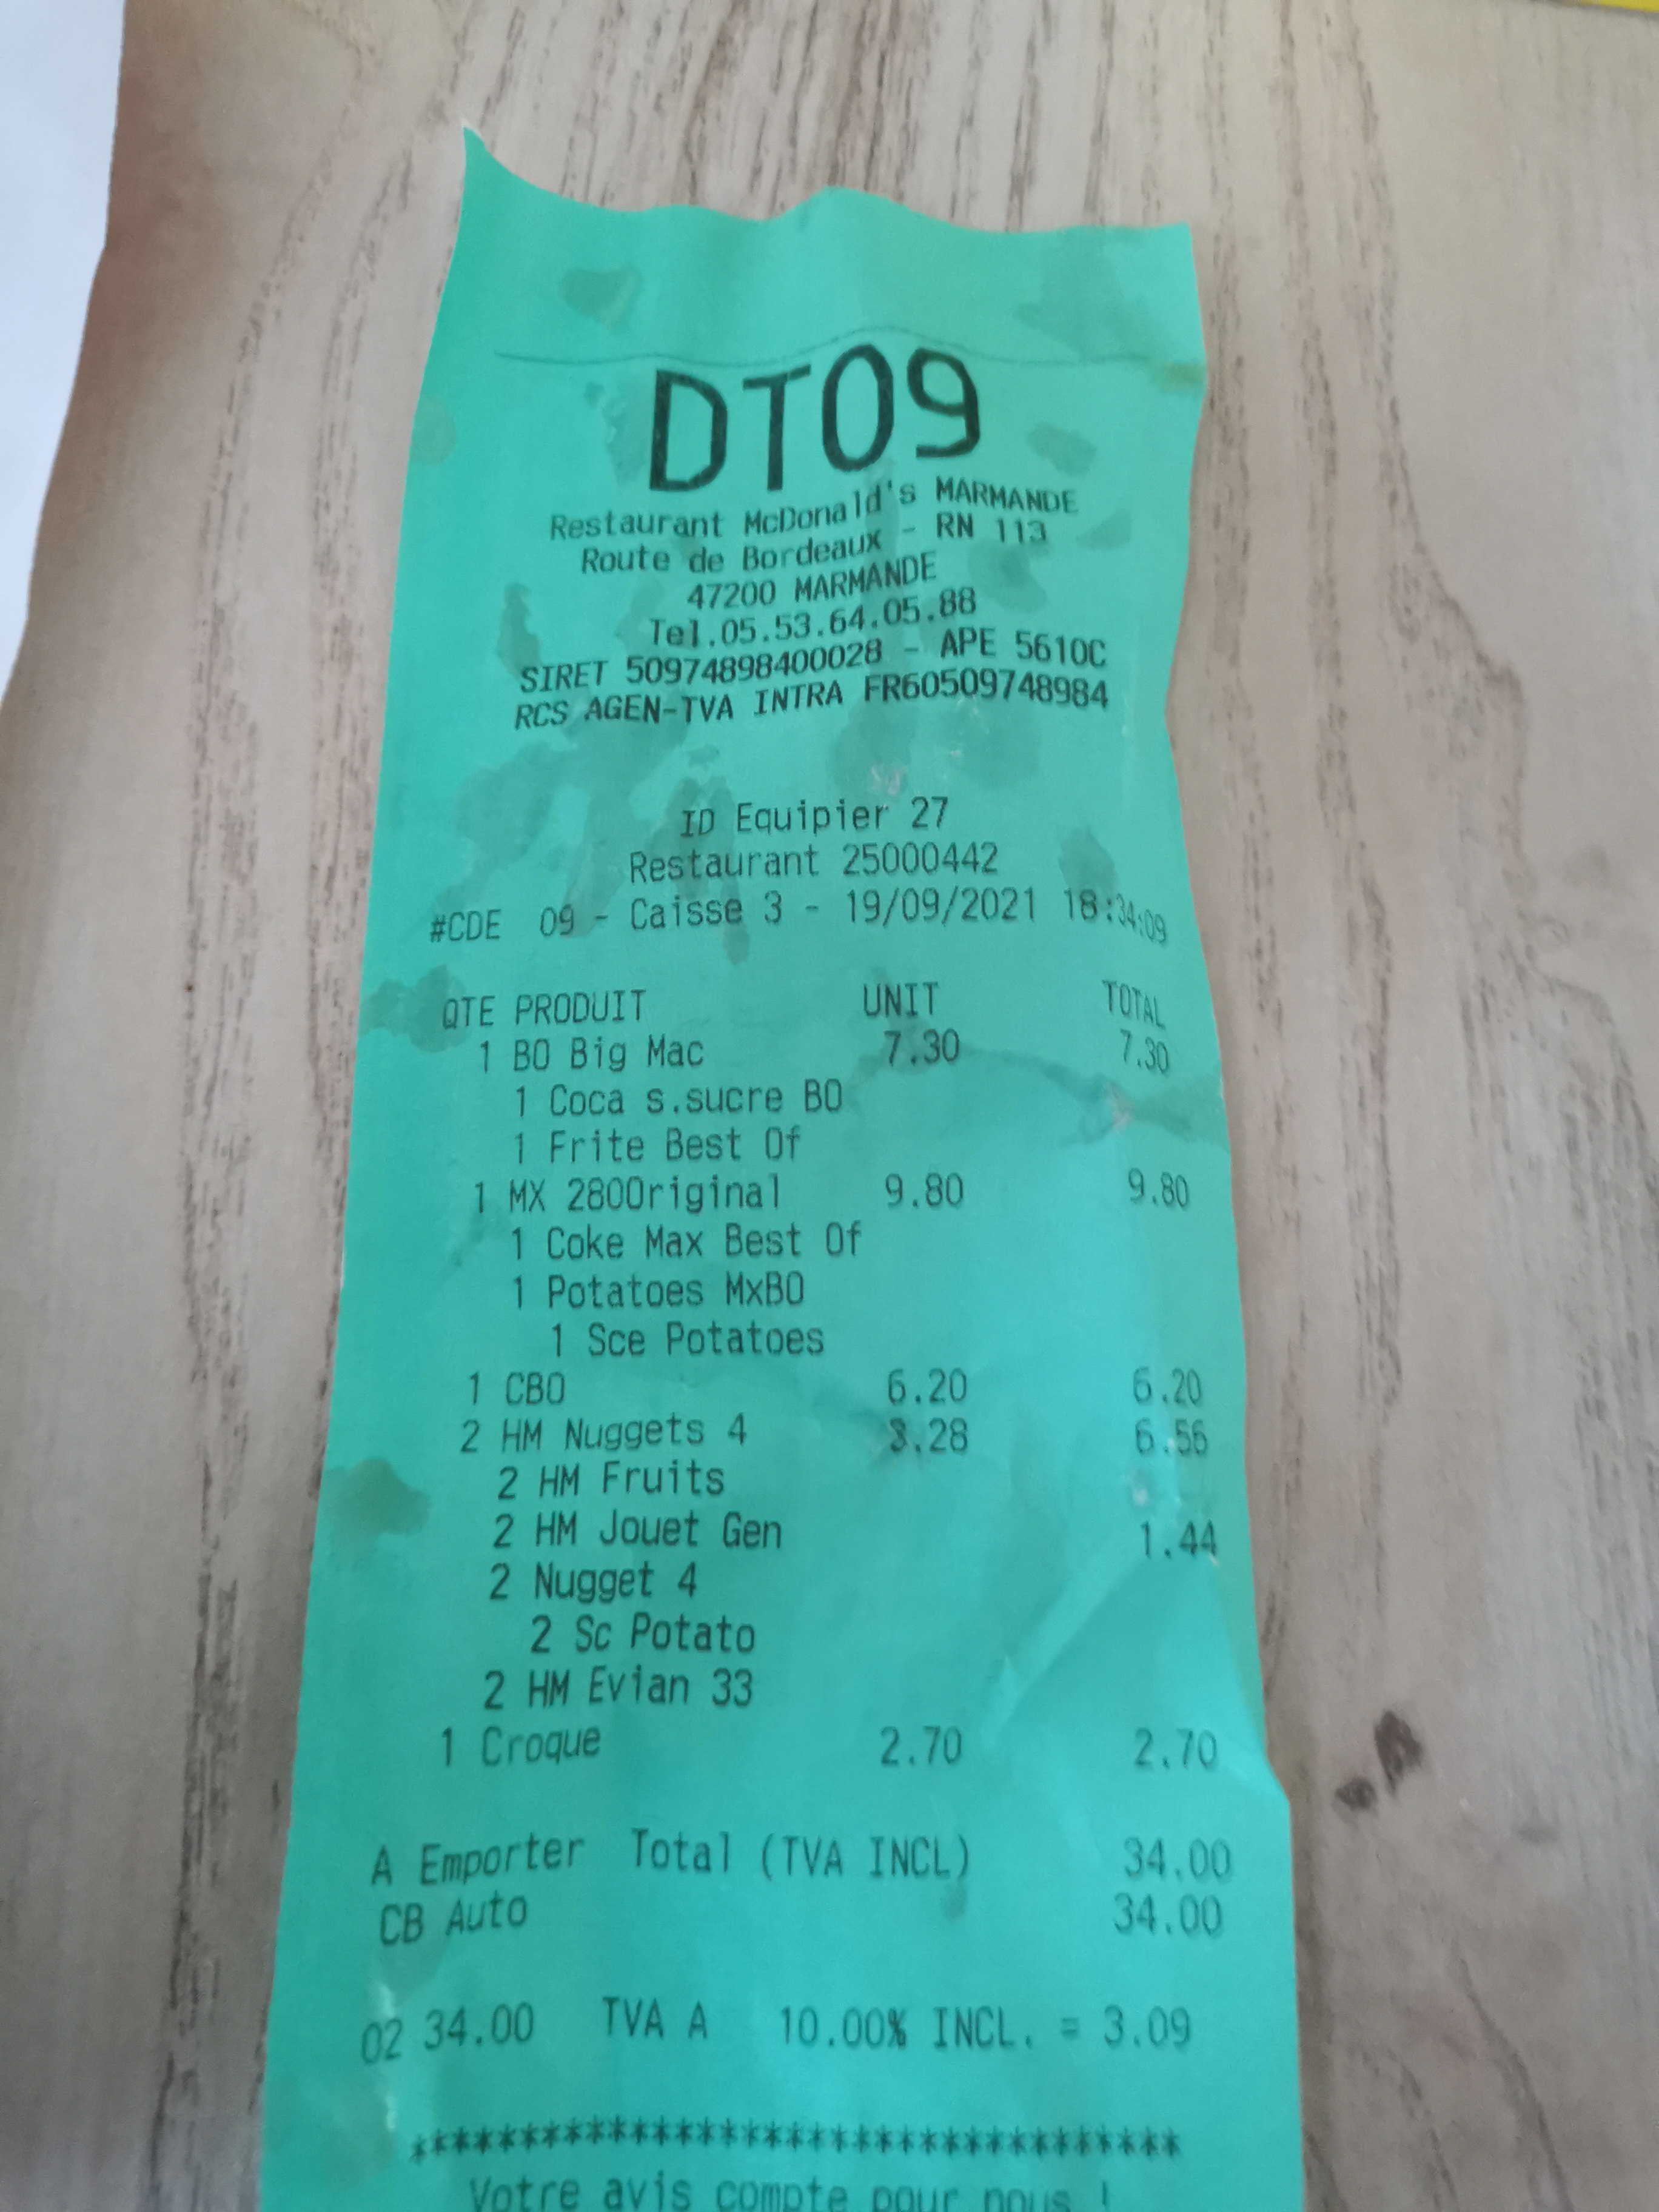 DT09
Restaurant McDonald's MARMANDE
Route de Bordeaux - RN 113
47200 MARMANDE
Tel.05.53.64.05.88
SIRET 50974898400028 - APE 5610C
RCS AGEN-TVA INTRA FR60509748984
ID Equipier 27
Restaurant 25000442
#CDE 09 - Caisse 3 - 19/09/2021 18:34:09
QTE PRODUIT UNIT TOTAL
1 BO Big Mac 7.30 7.30
1 Coca s.sucre BO
1 Frite Best Of
1 MX 280Original 9.80 9.80
1 Coke Max Best Of
1 Potatoes MxBO
1 Sce Potatoes
1 CBO 6.20 6.20
2 HM Nuggets 4 3.28 6.56
2 HM Fruits
2 HM Jouet Gen 1.44
2 Nugget 4
2 Sc Potato
2 HM Evian 33
1 Croque 2.70 2.70
A Emporter Total (TVA INCL) 34.00
CB Auto 34.00
02 34.00 TVA A 10.00% INCL. = 3.09
**************************************
Votre avis compte pour nous !